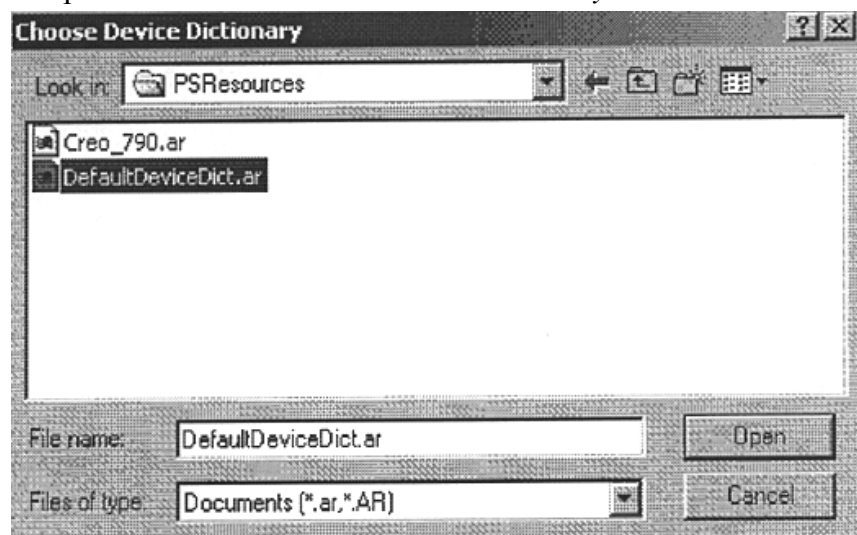 Choose Device Dictionary
Look in: PSResources
Creo_790.ar
DefaultDeviceDict.ar
File name: DefaultDeviceDict.ar Open
Files of type: Documents (*.ar,*.AR) Cancel